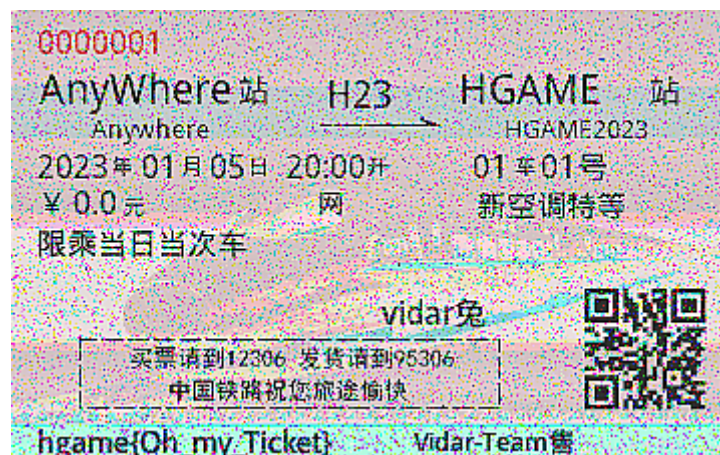 0000001
AnyWhere站 H23 HGAME 站
Anywhere HGAME2023
2023年01月05日 20:00开 01车01号
¥ 0.0元 网 新空调特等
限乘当日当次车
vidar兔
买票请到12306 发货请到95306
中国铁路祝您旅途愉快
hgame{Oh_my_Ticket} Vidar-Team售